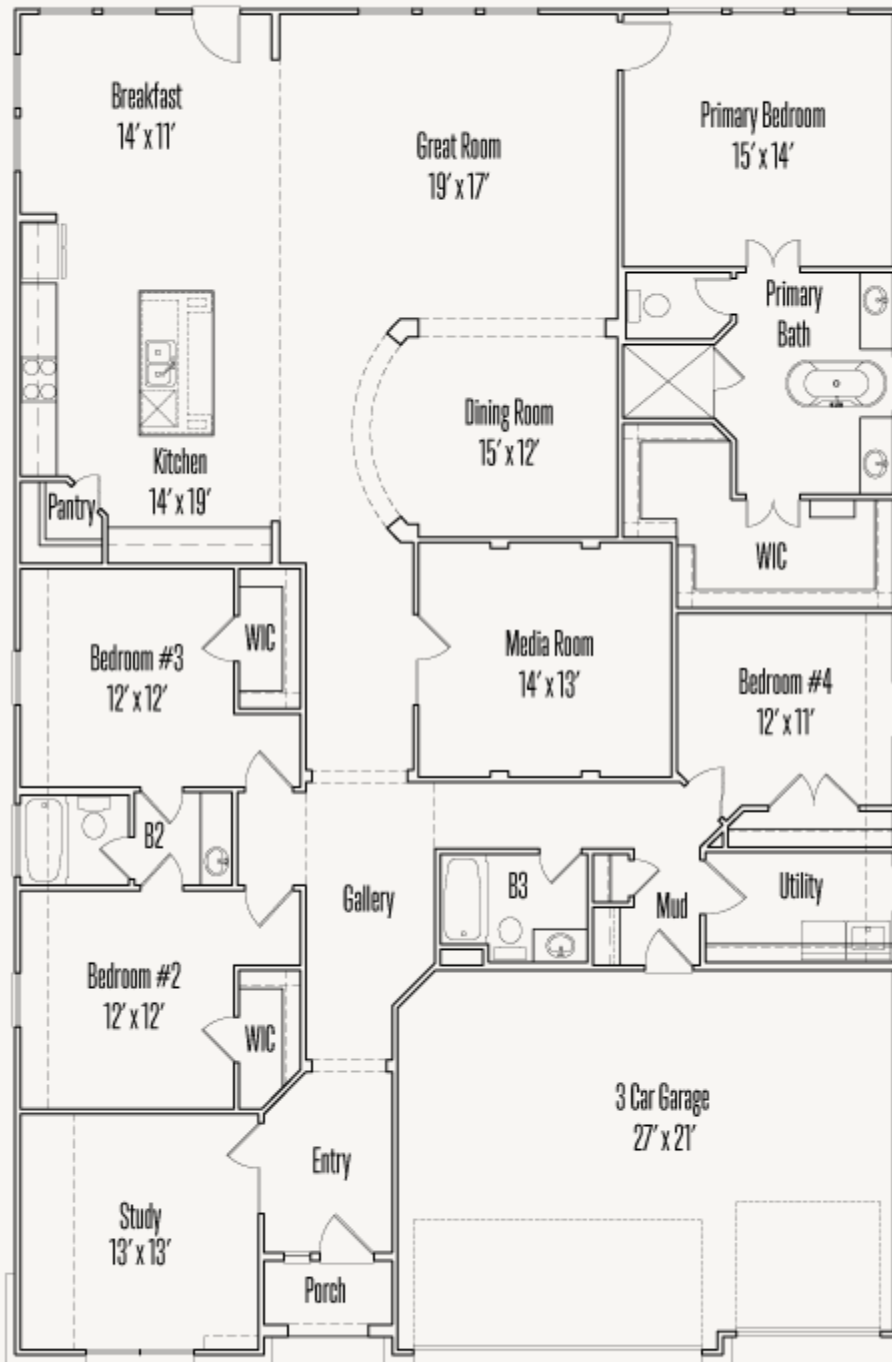 Breakfast
14' x 11'
Great Room
19' x 17'
Primary Bedroom
15' x 14'
Primary
Bath
Dining Room
15' x 12'
Kitchen
14' x 19'
Pantry
WIC
Bedroom #3
12' x 12'
WIC
Media Room
14' x 13'
Bedroom #4
12' x 11'
B2
Gallery
B3
Mud
Utility
Bedroom #2
12' x 12'
WIC
3 Car Garage
27' x 21'
Entry
Study
13' x 13'
Porch